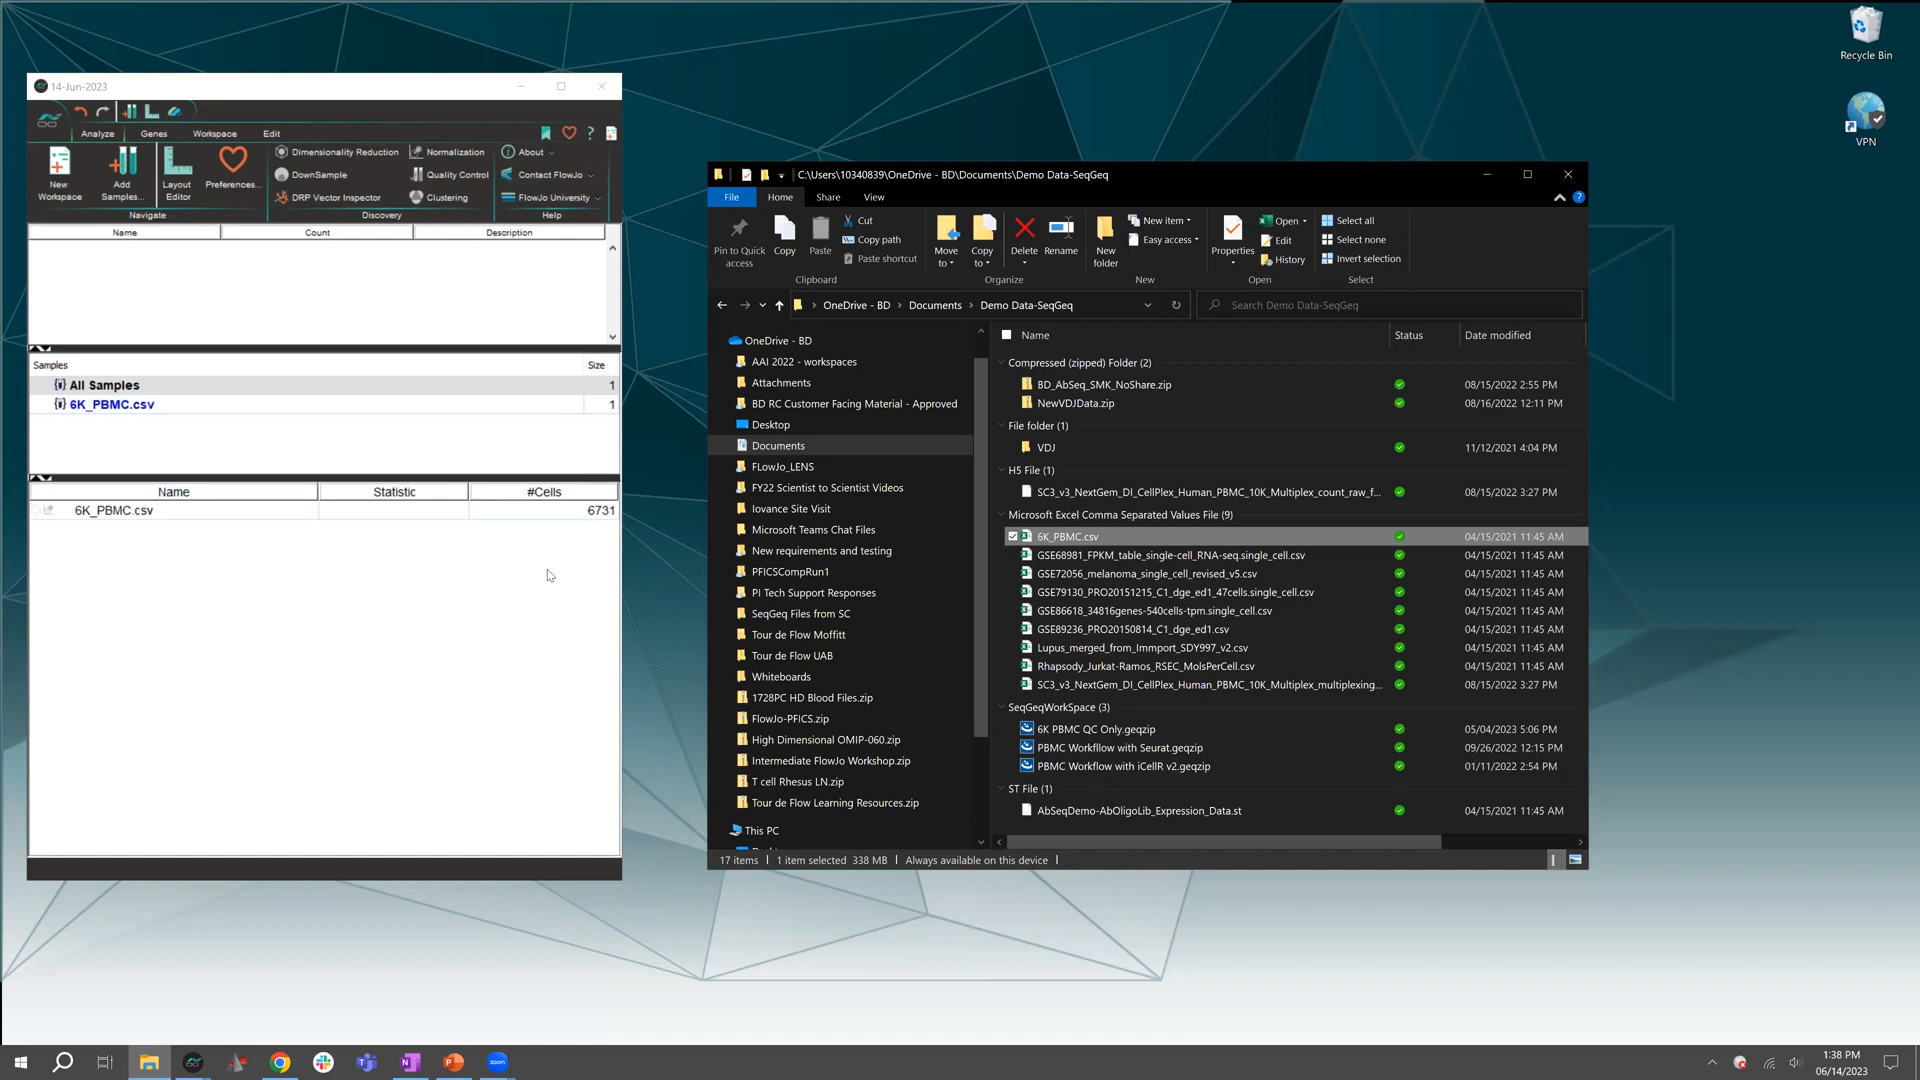 Recycle Bin
VPN
14-Jun-2023
Analyze Genes Workspace Edit
New Workspace
Add Samples...
Layout Editor
Preferences...
Navigate
Dimensionality Reduction Normalization
DownSample Quality Control
DRP Vector Inspector Clustering
Discovery
About
Contact FlowJo
FlowJo University
Help
Name Count Description
Samples Size
All Samples 1
6K_PBMC.csv 1
Name Statistic #Cells
6K_PBMC.csv 6731
C:\Users\10340839\OneDrive - BD\Documents\Demo Data-SeqGeq
File Home Share View
Pin to Quick access
Copy
Paste
Cut
Copy path
Paste shortcut
Clipboard
Move to
Copy to
Delete
Rename
Organize
New folder
New item
Easy access
New
Properties
Open
Edit
History
Open
Select all
Select none
Invert selection
Select
OneDrive - BD Documents Demo Data-SeqGeq
Search Demo Data-SeqGeq
OneDrive - BD
AAI 2022 - workspaces
Attachments
BD RC Customer Facing Material - Approved
Desktop
Documents
FLowJo_LENS
FY22 Scientist to Scientist Videos
Iovance Site Visit
Microsoft Teams Chat Files
New requirements and testing
PFICSCompRun1
PI Tech Support Responses
SeqGeq Files from SC
Tour de Flow Moffitt
Tour de Flow UAB
Whiteboards
1728PC HD Blood Files.zip
FlowJo-PFICS.zip
High Dimensional OMIP-060.zip
Intermediate FlowJo Workshop.zip
T cell Rhesus LN.zip
Tour de Flow Learning Resources.zip
This PC
Name Status Date modified
Compressed (zipped) Folder (2)
BD_AbSeq_SMK_NoShare.zip 08/15/2022 2:55 PM
NewVDJData.zip 08/16/2022 12:11 PM
File folder (1)
VDJ 11/12/2021 4:04 PM
H5 File (1)
SC3_v3_NextGem_DI_CellPlex_Human_PBMC_10K_Multiplex_count_raw_f... 08/15/2022 3:27 PM
Microsoft Excel Comma Separated Values File (9)
6K_PBMC.csv 04/15/2021 11:45 AM
GSE68981_FPKM_table_single-cell_RNA-seq.single_cell.csv 04/15/2021 11:45 AM
GSE72056_melanoma_single_cell_revised_v5.csv 04/15/2021 11:45 AM
GSE79130_PRO20151215_C1_dge_ed1_47cells.single_cell.csv 04/15/2021 11:45 AM
GSE86618_34816genes-540cells-tpm.single_cell.csv 04/15/2021 11:45 AM
GSE89236_PRO20150814_C1_dge_ed1.csv 04/15/2021 11:45 AM
Lupus_merged_from_Immport_SDY997_v2.csv 04/15/2021 11:45 AM
Rhapsody_Jurkat-Ramos_RSEC_MolsPerCell.csv 04/15/2021 11:45 AM
SC3_v3_NextGem_DI_CellPlex_Human_PBMC_10K_Multiplex_multiplexing... 08/15/2022 3:27 PM
SeqGeqWorkSpace (3)
6K PBMC QC Only.geqzip 05/04/2023 5:06 PM
PBMC Workfllow with Seurat.geqzip 09/26/2022 12:15 PM
PBMC Workflow with iCellR v2.geqzip 01/11/2022 2:54 PM
ST File (1)
AbSeqDemo-AbOligoLib_Expression_Data.st 04/15/2021 11:45 AM
17 items 1 item selected 338 MB Always available on this device
zoom
1:38 PM
06/14/2023